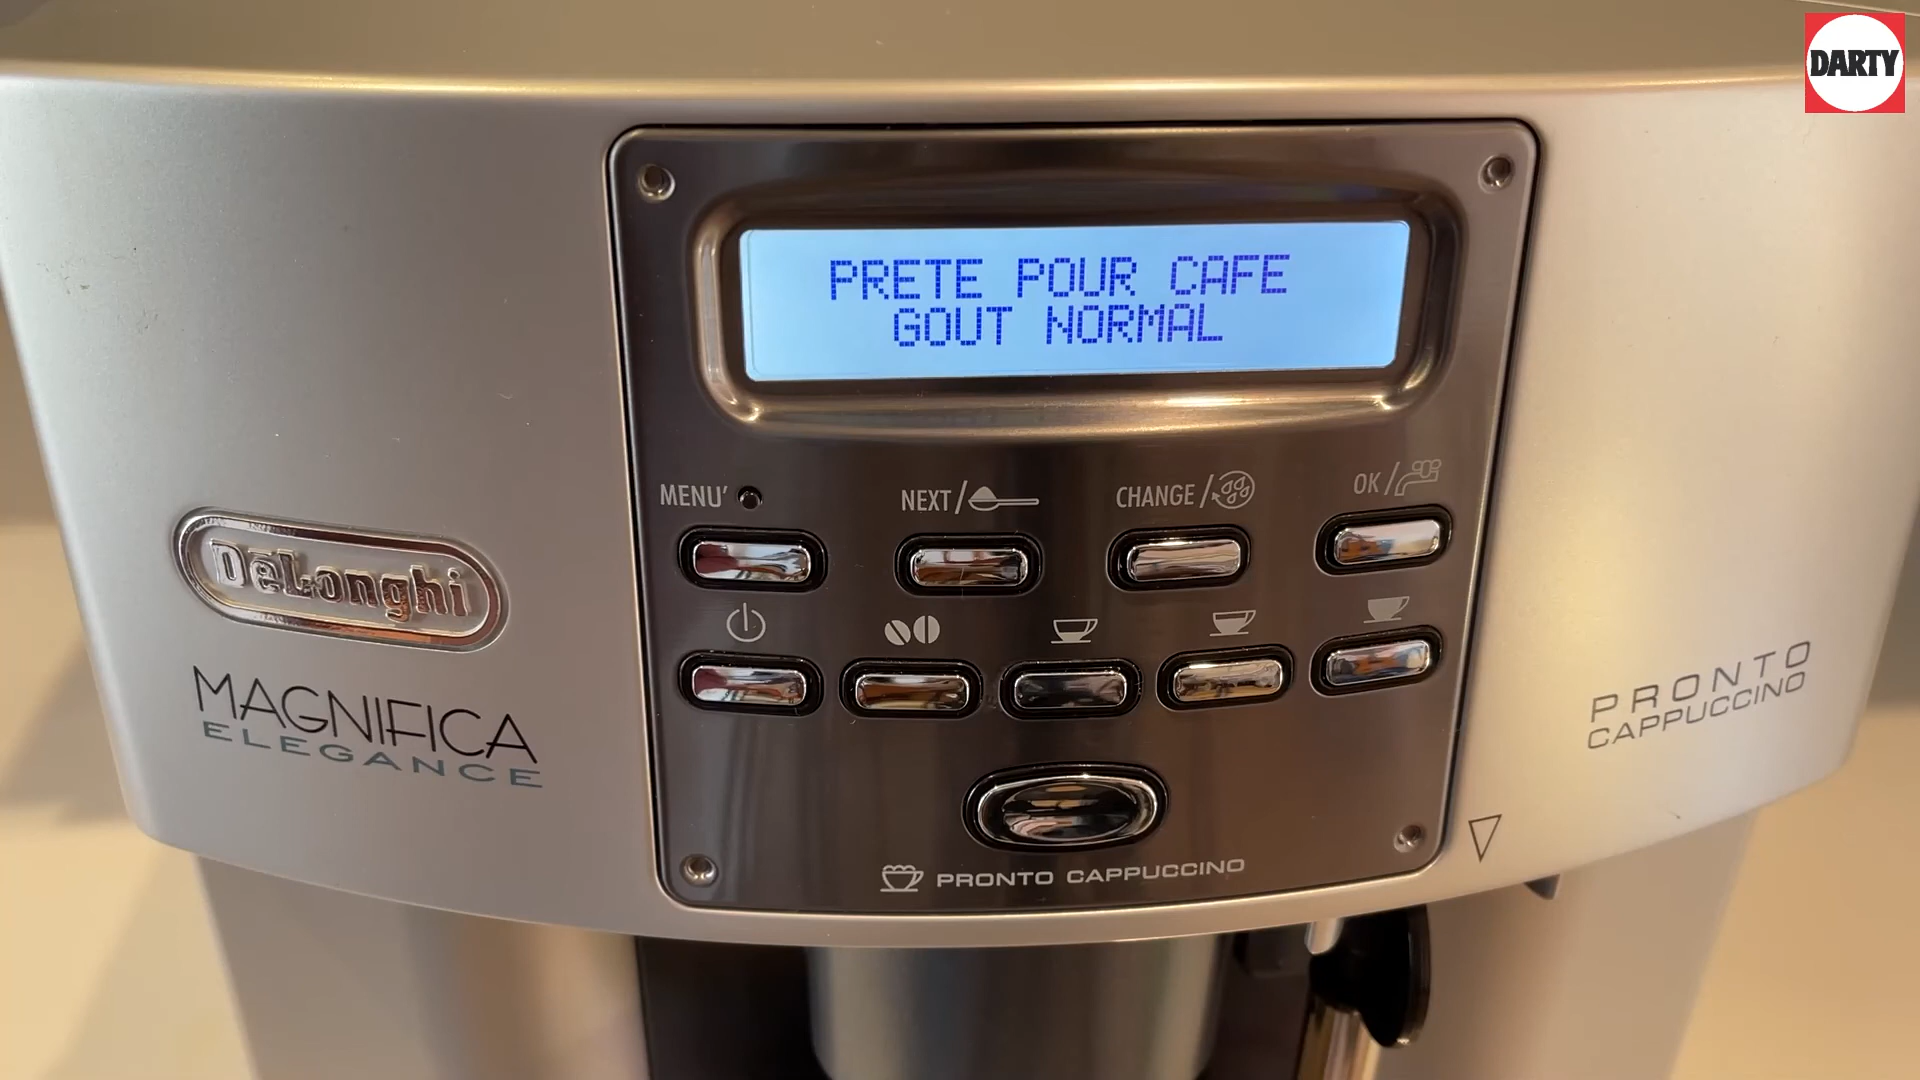 DARTY
PRETE POUR CAFE
GOUT NORMAL
MENU'
NEXT/
CHANGE/
OK/
DeLonghi
MAGNIFICA
ELEGANCE
PRONTO
CAPPUCCINO
PRONTO CAPPUCCINO